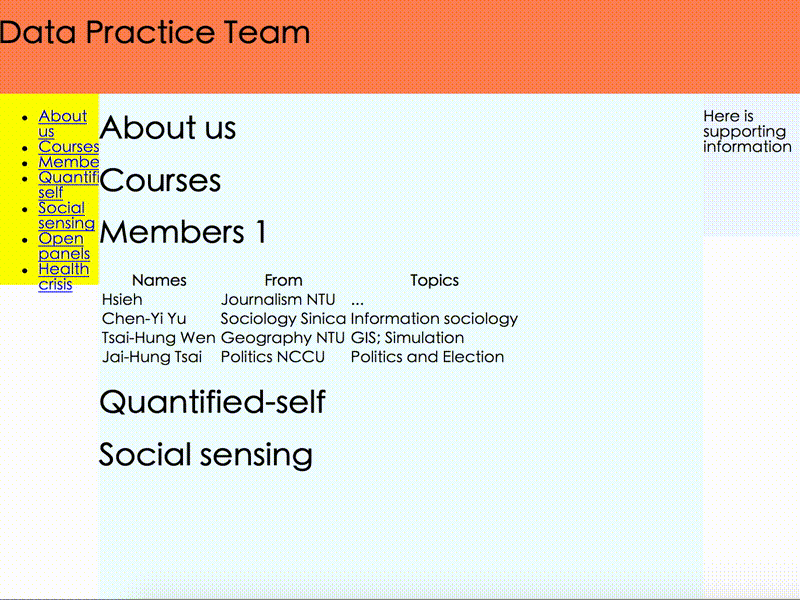 Data Practice Team
About
us
Courses
Membe
Quantifi
self
Social
sensing
Open
panels
Health
crisis
About us
Courses
Members 1
Names From Topics
Hsieh Journalism NTU ...
Chen-Yi Yu Sociology Sinica Information sociology
Tsai-Hung Wen Geography NTU GIS; Simulation
Jai-Hung Tsai Politics NCCU Politics and Election
Quantified-self
Social sensing
Here is
supporting
information